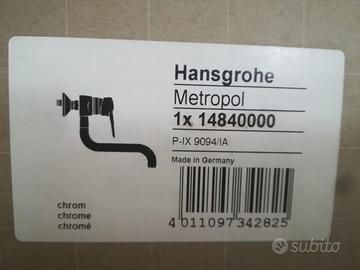 Hansgrohe
Metropol
1x 14840000
P-IX 9094/IA
Made in Germany
chrom
chrome
chromé
4 011097 342825
subito